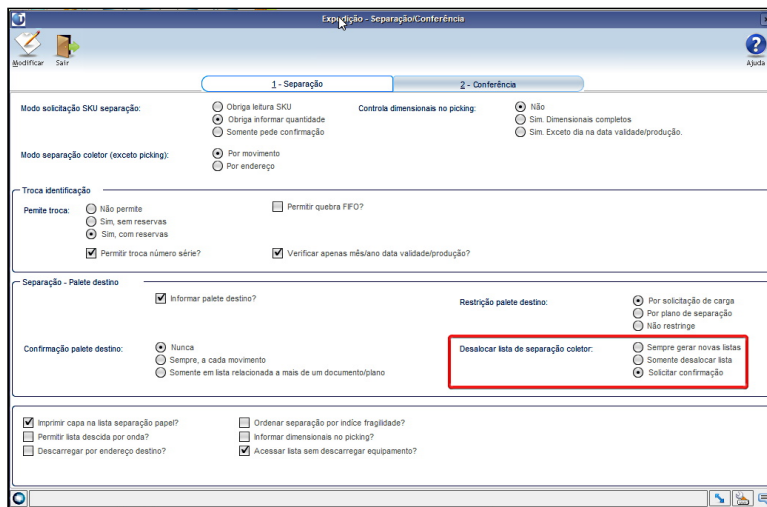 Expedição - Separação/Conferência
Modificar Sair Ajuda
1 - Separação 2 - Conferência
Modo solicitação SKU separação: Obriga leitura SKU Controla dimensionais no picking: Não
Obriga informar quantidade Sim. Dimensionais completos
Somente pede confirmação Sim. Exceto dia na data validade/produção.
Modo separação coletor (exceto picking): Por movimento
Por endereço
Troca identificação
Pemite troca: Não permite Permitir quebra FIFO?
Sim, sem reservas
Sim, com reservas
Permitir troca número série? Verificar apenas mês/ano data validade/produção?
Separação - Palete destino
Informar palete destino? Restrição palete destino: Por solicitação de carga
Por plano de separação
Não restringe
Confirmação palete destino: Nunca Desalocar lista de separação coletor: Sempre gerar novas listas
Sempre, a cada movimento Somente desalocar lista
Somente em lista relacionada a mais de um documento/plano Solicitar confirmação
Imprimir capa na lista separação papel? Ordenar separação por indíce fragilidade?
Permitir lista descida por onda? Informar dimensionais no picking?
Descarregar por endereço destino? Acessar lista sem descarregar equipamento?